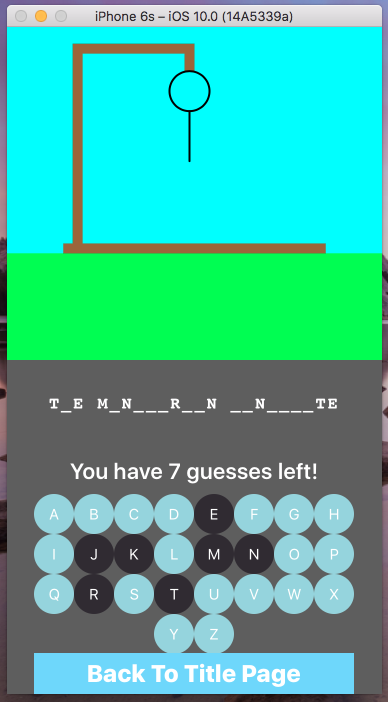 iPhone 6s – iOS 10.0 (14A5339a)
T_E M_N___R__N __N____TE
You have 7 guesses left!
A B C D E F G H
I J K L M N O P
Q R S T U V W X
Y Z
Back To Title Page